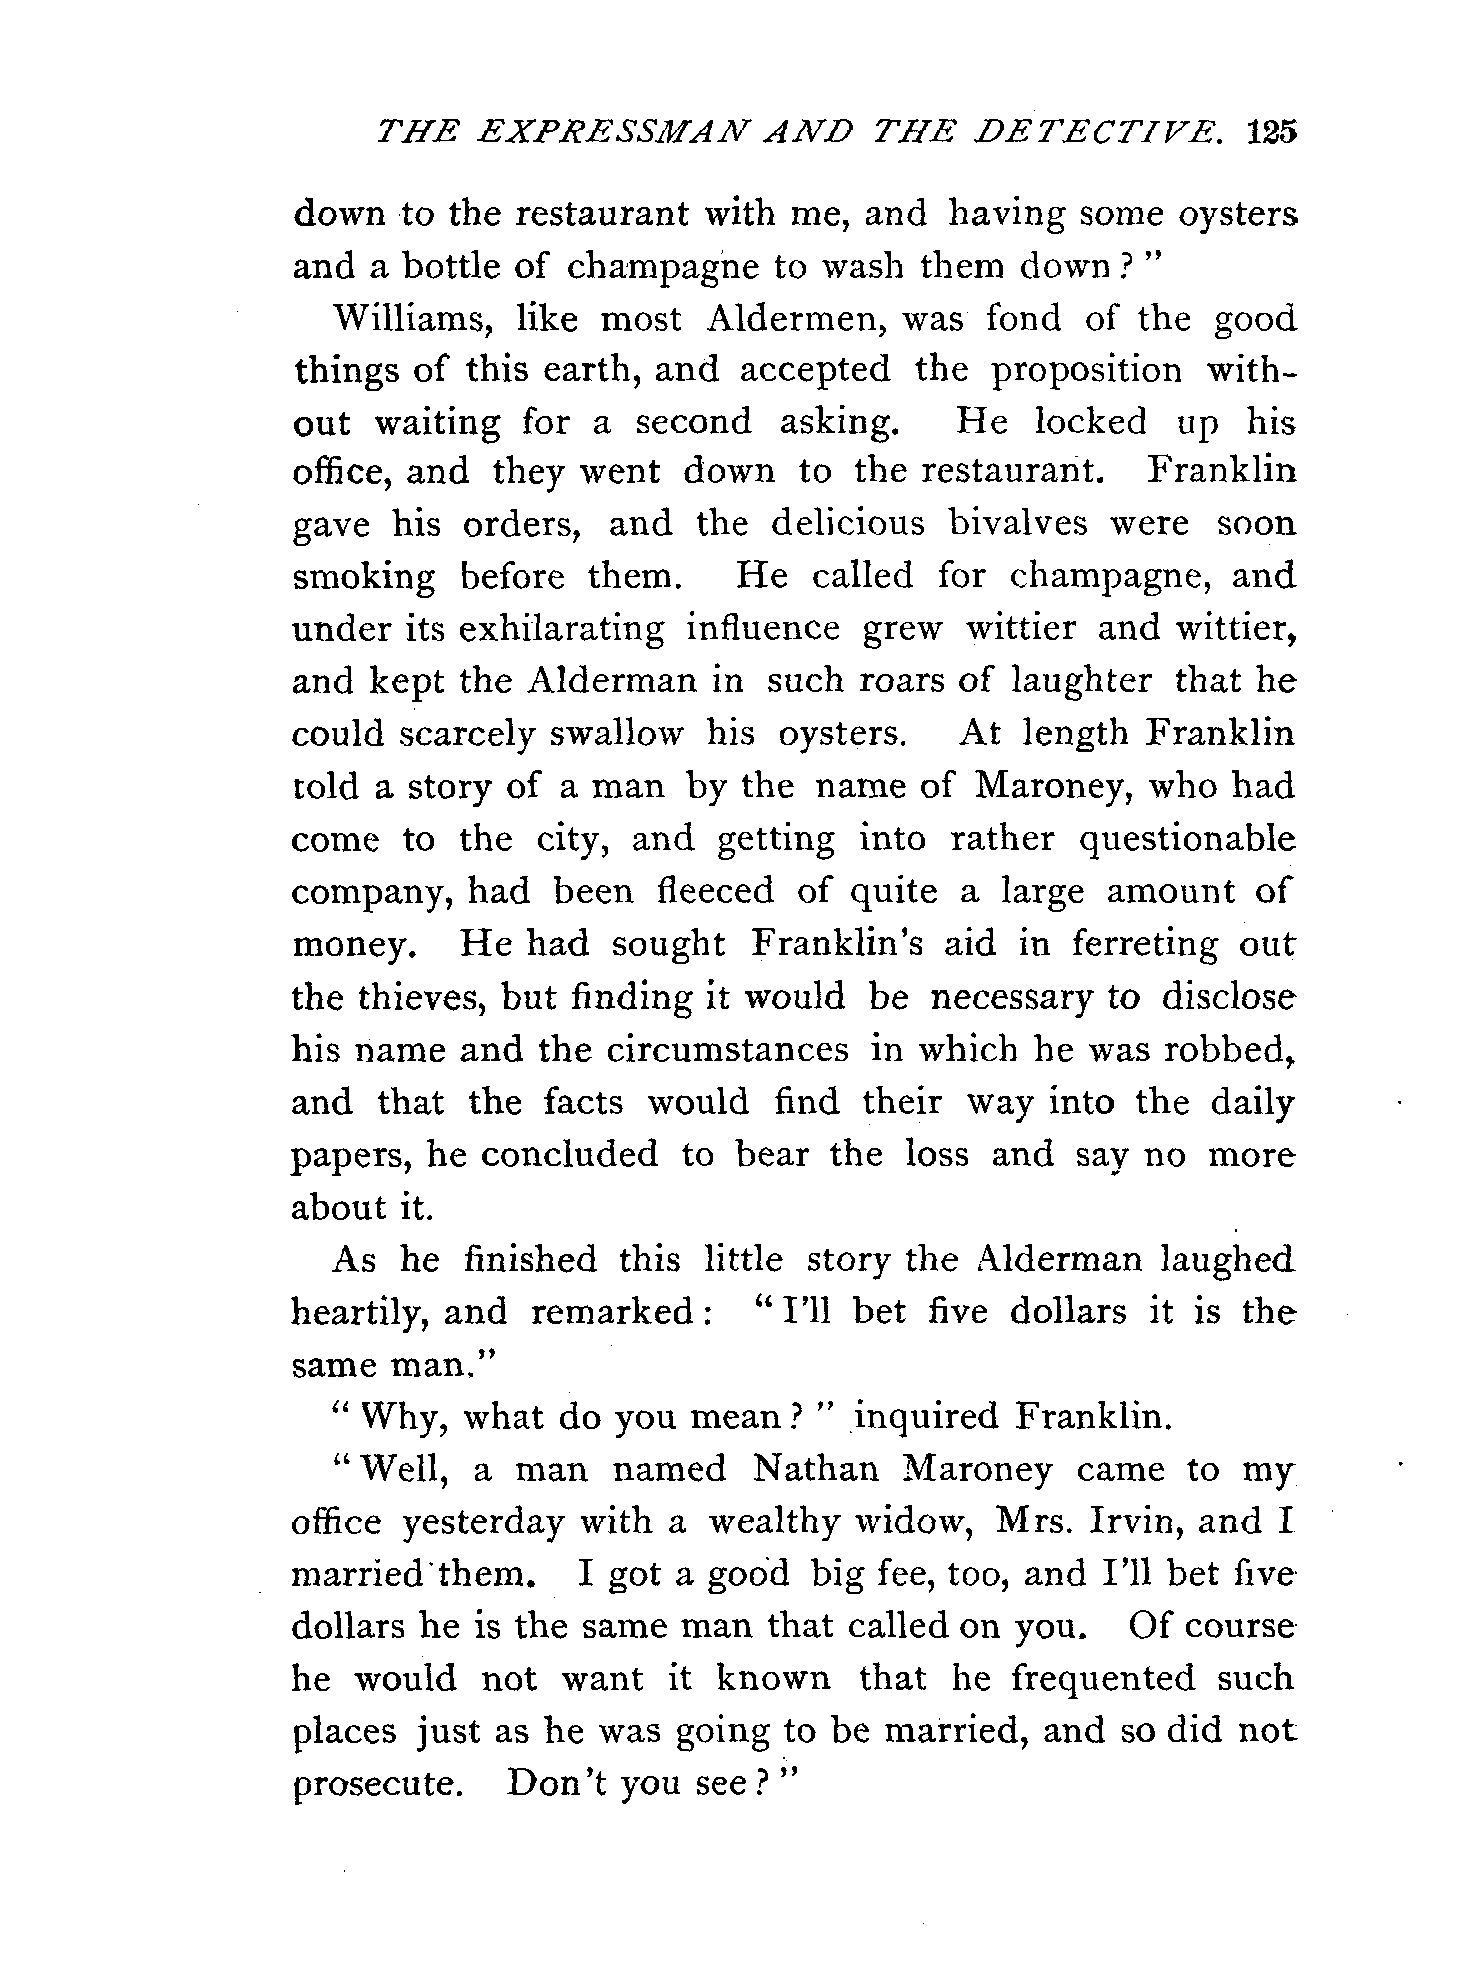 THE EXPRESSMAN AND THE DETECTIVE. 125
down to the restaurant with me, and having some oysters
and a bottle of champagne to wash them down ? "
Williams, like most Aldermen, was fond of the good
things of this earth, and accepted the proposition with-
out waiting for a second asking. He locked up his
office, and they went down to the restaurant. Franklin
gave his orders, and the delicious bivalves were soon
smoking before them. He called for champagne, and
under its exhilarating influence grew wittier and wittier,
and kept the Alderman in such roars of laughter that he
could scarcely swallow his oysters. At length Franklin
told a story of a man by the name of Maroney, who had
come to the city, and getting into rather questionable
company, had been fleeced of quite a large amount of
money. He had sought Franklin's aid in ferreting out
the thieves, but finding it would be necessary to disclose
his name and the circumstances in which he was robbed,
and that the facts would find their way into the daily
papers, he concluded to bear the loss and say no more
about it.
As he finished this little story the Alderman laughed
heartily, and remarked : " I'll bet five dollars it is the
same man."
" Why, what do you mean ? " inquired Franklin.
" Well, a man named Nathan Maroney came to my
office yesterday with a wealthy widow, Mrs. Irvin, and I
married them. I got a good big fee, too, and I'll bet five
dollars he is the same man that called on you. Of course
he would not want it known that he frequented such
places just as he was going to be married, and so did not
prosecute. Don't you see ? "